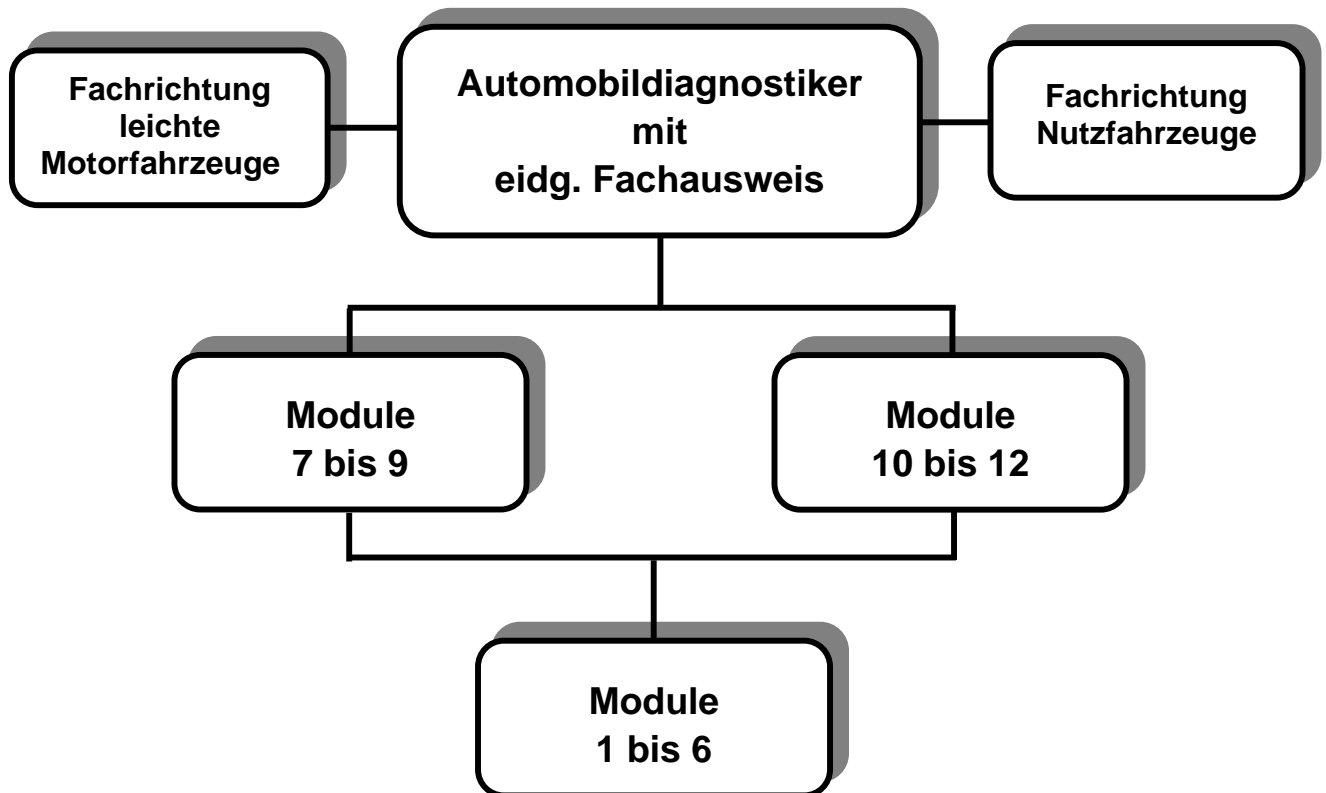 Fachrichtung
leichte
Motorfahrzeuge
Automobildiagnostiker
mit
eidg. Fachausweis
Fachrichtung
Nutzfahrzeuge
Module
7 bis 9
Module
10 bis 12
Module
1 bis 6